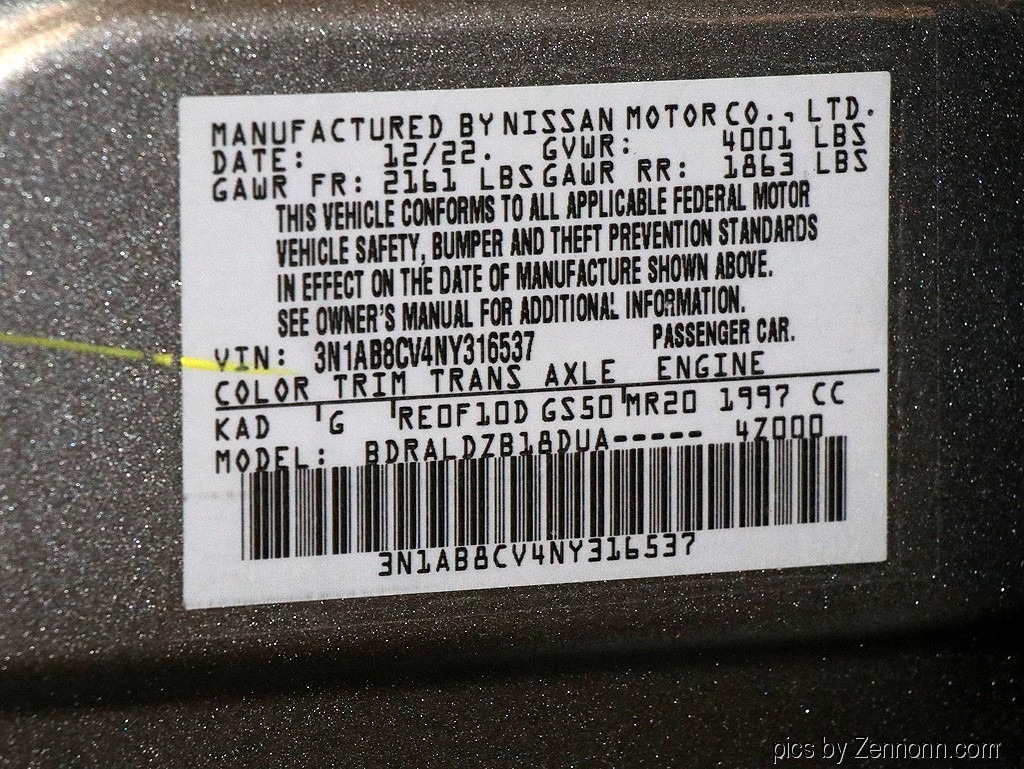 MANUFACTURED BY NISSAN MOTOR CO., LTD.
DATE: 12/22. GVWR: 4001 LBS
GAWR FR: 2161 LBS GAWR RR: 1863 LBS
THIS VEHICLE CONFORMS TO ALL APPLICABLE FEDERAL MOTOR
VEHICLE SAFETY, BUMPER AND THEFT PREVENTION STANDARDS
IN EFFECT ON THE DATE OF MANUFACTURE SHOWN ABOVE.
SEE OWNER'S MANUAL FOR ADDITIONAL INFORMATION.
VIN: 3N1AB8CV4NY316537 PASSENGER CAR.
COLOR TRIM TRANS AXLE ENGINE
KAD G RE0F10D GS50 MR20 1997 CC
MODEL: BDRALDZB18DUA----- 4Z000
3N1AB8CV4NY316537
pics by Zennonn.com